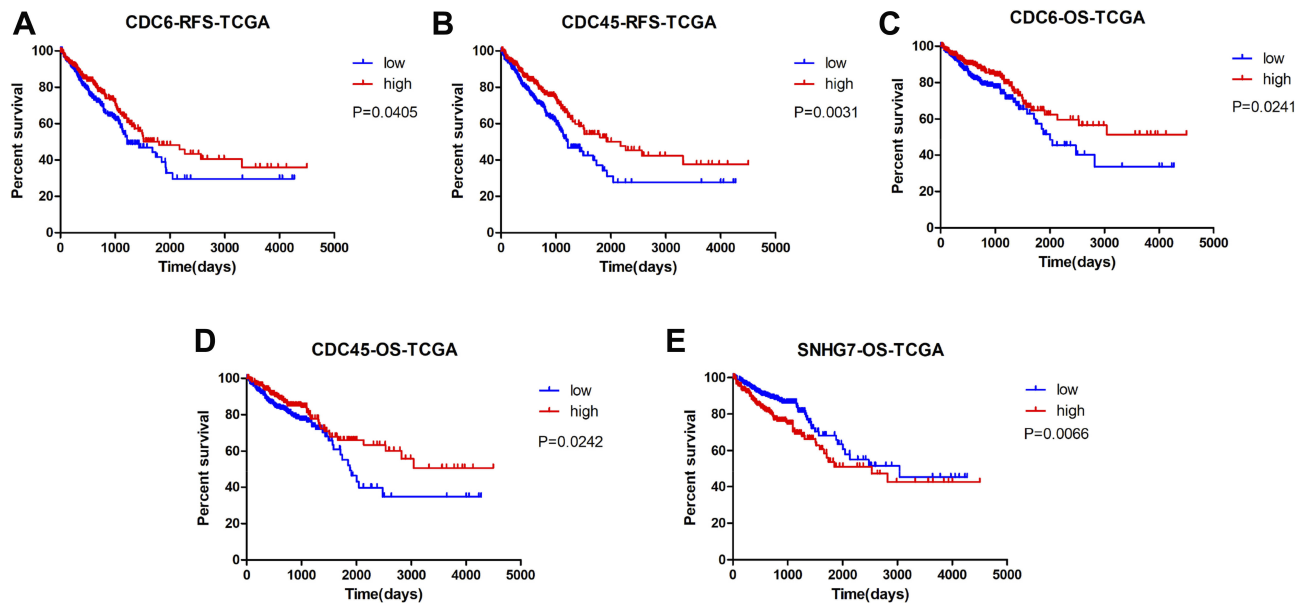 A
CDC6-RFS-TCGA
Percent survival
100
80
60
40
20
0
0 1000 2000 3000 4000 5000
Time(days)
low
high
P=0.0405
B
CDC45-RFS-TCGA
Percent survival
100
80
60
40
20
0
0 1000 2000 3000 4000 5000
Time(days)
low
high
P=0.0031
C
CDC6-OS-TCGA
Percent survival
100
80
60
40
20
0
0 1000 2000 3000 4000 5000
Time(days)
low
high
P=0.0241
D
CDC45-OS-TCGA
Percent survival
100
80
60
40
20
0
0 1000 2000 3000 4000 5000
Time(days)
low
high
P=0.0242
E
SNHG7-OS-TCGA
Percent survival
100
80
60
40
20
0
0 1000 2000 3000 4000 5000
Time(days)
low
high
P=0.0066